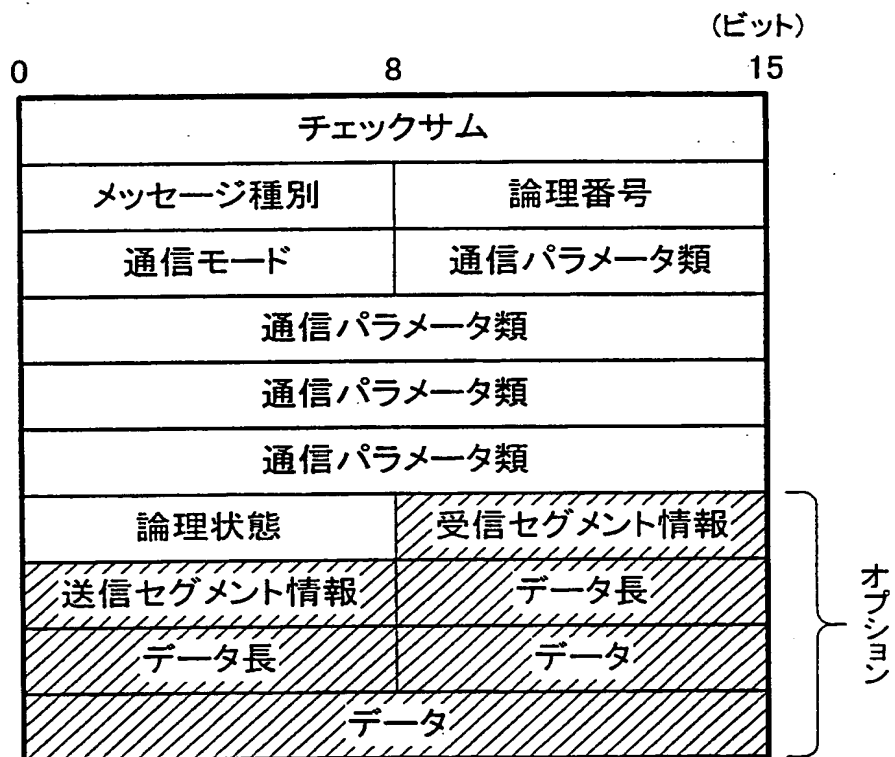 (ビット)
0 8 15
チェックサム
メッセージ種別 論理番号
通信モード 通信パラメータ類
通信パラメータ類
通信パラメータ類
通信パラメータ類
論理状態 受信セグメント情報
送信セグメント情報 データ長
データ長 データ
データ
オプション